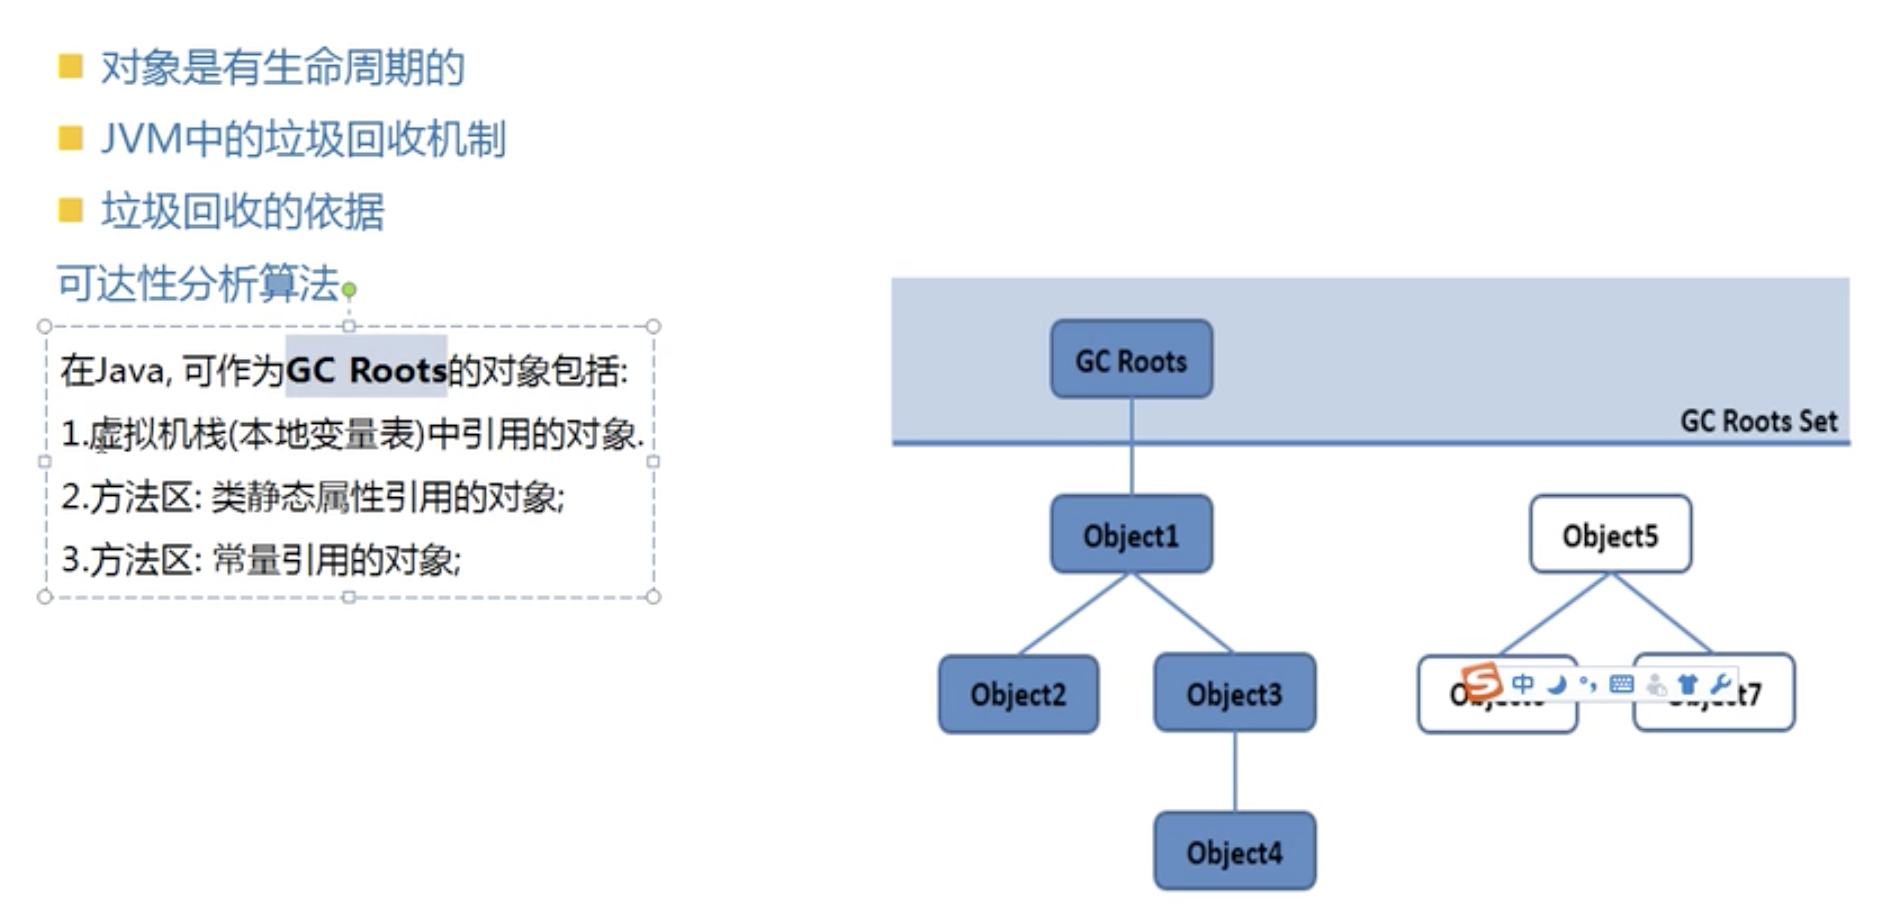 对象是有生命周期的
JVM中的垃圾回收机制
垃圾回收的依据
可达性分析算法
在Java, 可作为GC Roots的对象包括:
1.虚拟机栈(本地变量表)中引用的对象.
2.方法区: 类静态属性引用的对象;
3.方法区: 常量引用的对象;
GC Roots
GC Roots Set
Object1
Object5
Object2
Object3
中
Object4